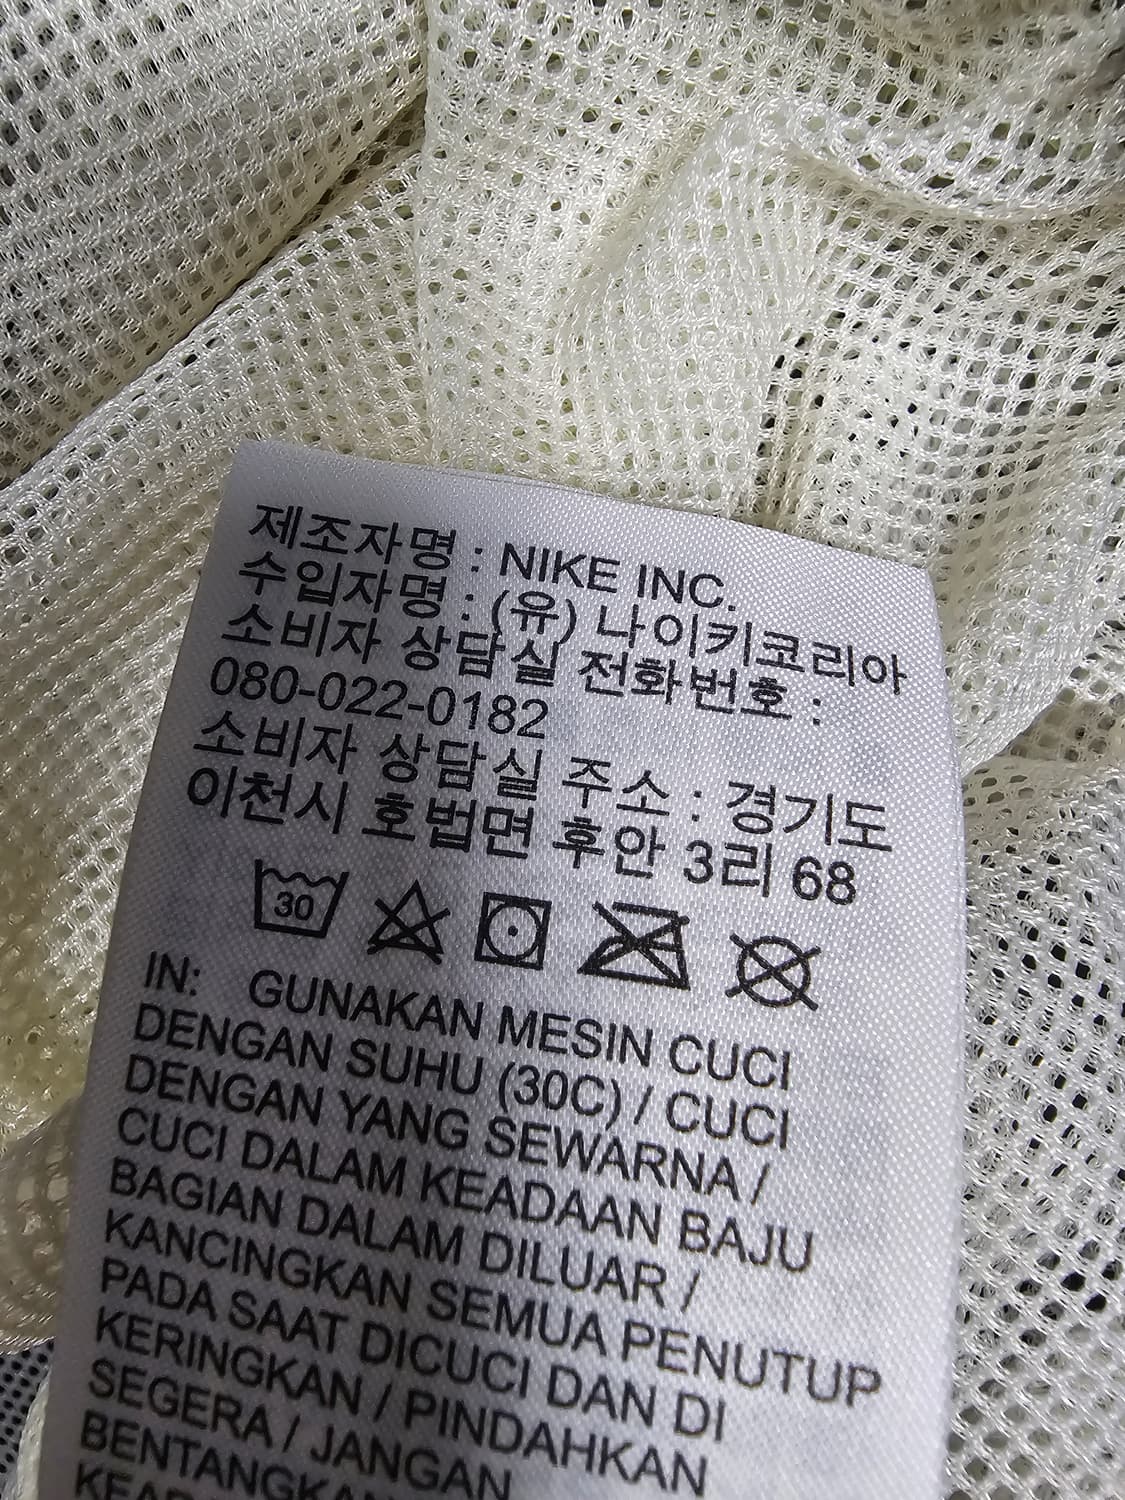 제조자명 : NIKE INC.
수입자명 : (유) 나이키코리아
소비자 상담실 전화번호 :
080-022-0182
소비자 상담실 주소 : 경기도
이천시 호법면 후안 3리 68
30
IN: GUNAKAN MESIN CUCI
DENGAN SUHU (30C) / CUCI
DENGAN YANG SEWARNA /
CUCI DALAM KEADAAN BAJU
BAGIAN DALAM DILUAR /
KANCINGKAN SEMUA PENUTUP
PADA SAAT DICUCI DAN DI
KERINGKAN / PINDAHKAN
SEGERA / JANGAN